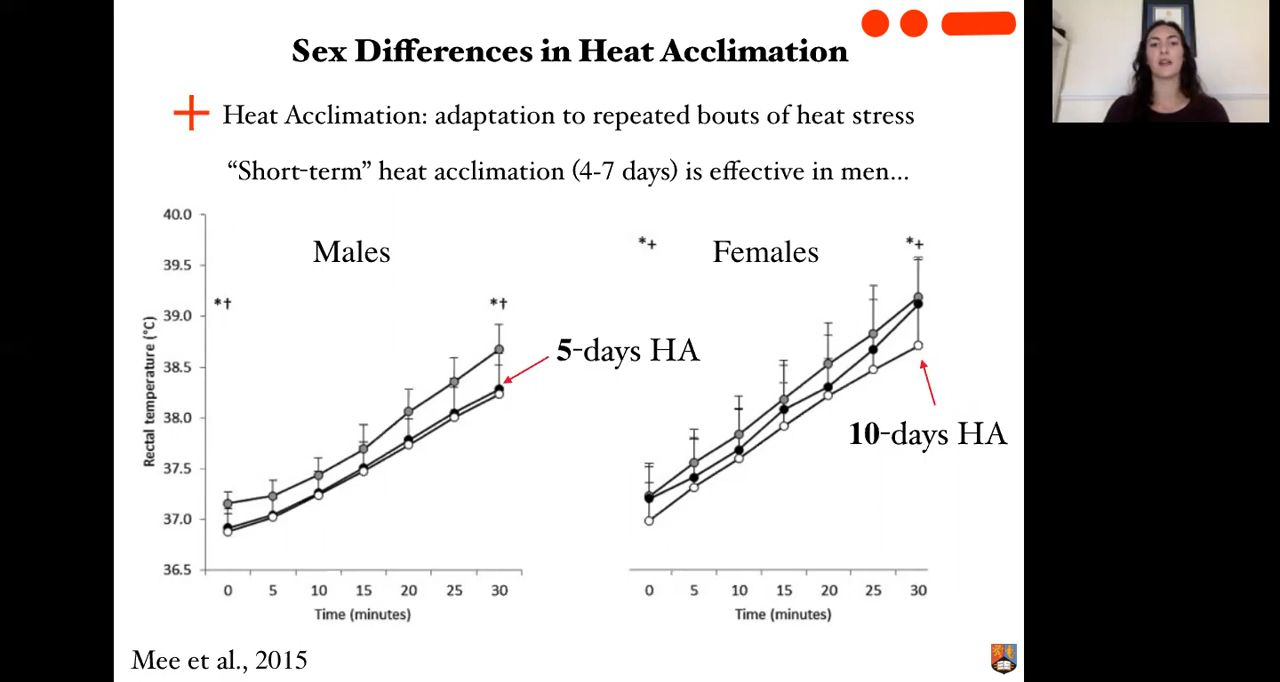 Sex Differences in Heat Acclimation
+ Heat Acclimation: adaptation to repeated bouts of heat stress
“Short-term” heat acclimation (4-7 days) is effective in men...
Males
Females
40.0
39.5
39.0
38.5
38.0
37.5
37.0
36.5
Rectal temperature (°C)
*†
*†
*+
*+
5-days HA
10-days HA
0 5 10 15 20 25 30
Time (minutes)
0 5 10 15 20 25 30
Time (minutes)
Mee et al., 2015